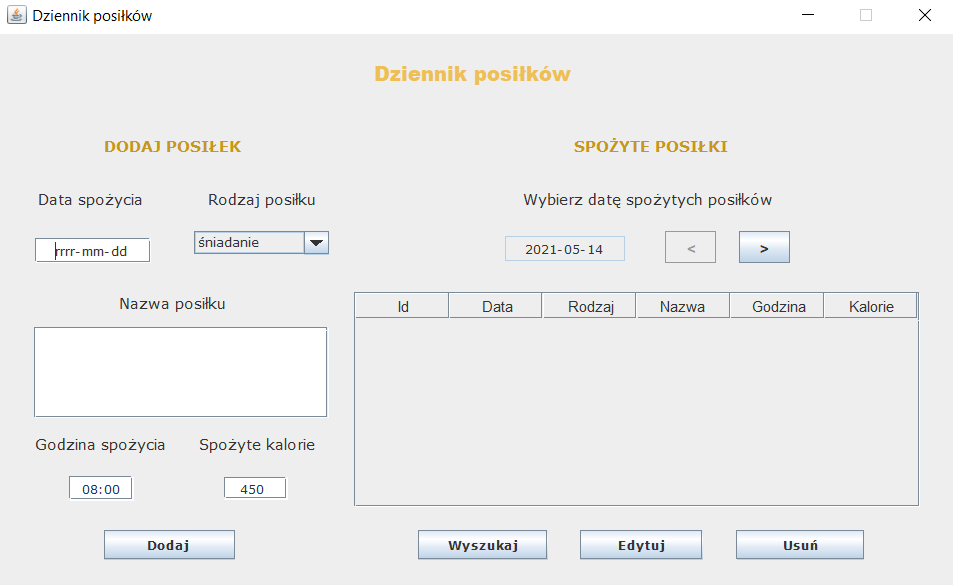 Dziennik posiłków
Dziennik posiłków
DODAJ POSIŁEK
Data spożycia
Rodzaj posiłku
rrrr-mm-dd
śniadanie
Nazwa posiłku
Godzina spożycia
Spożyte kalorie
08:00
450
Dodaj
SPOŻYTE POSIŁKI
Wybierz datę spożytych posiłków
2021-05-14
<
>
Id Data Rodzaj Nazwa Godzina Kalorie
Wyszukaj
Edytuj
Usuń